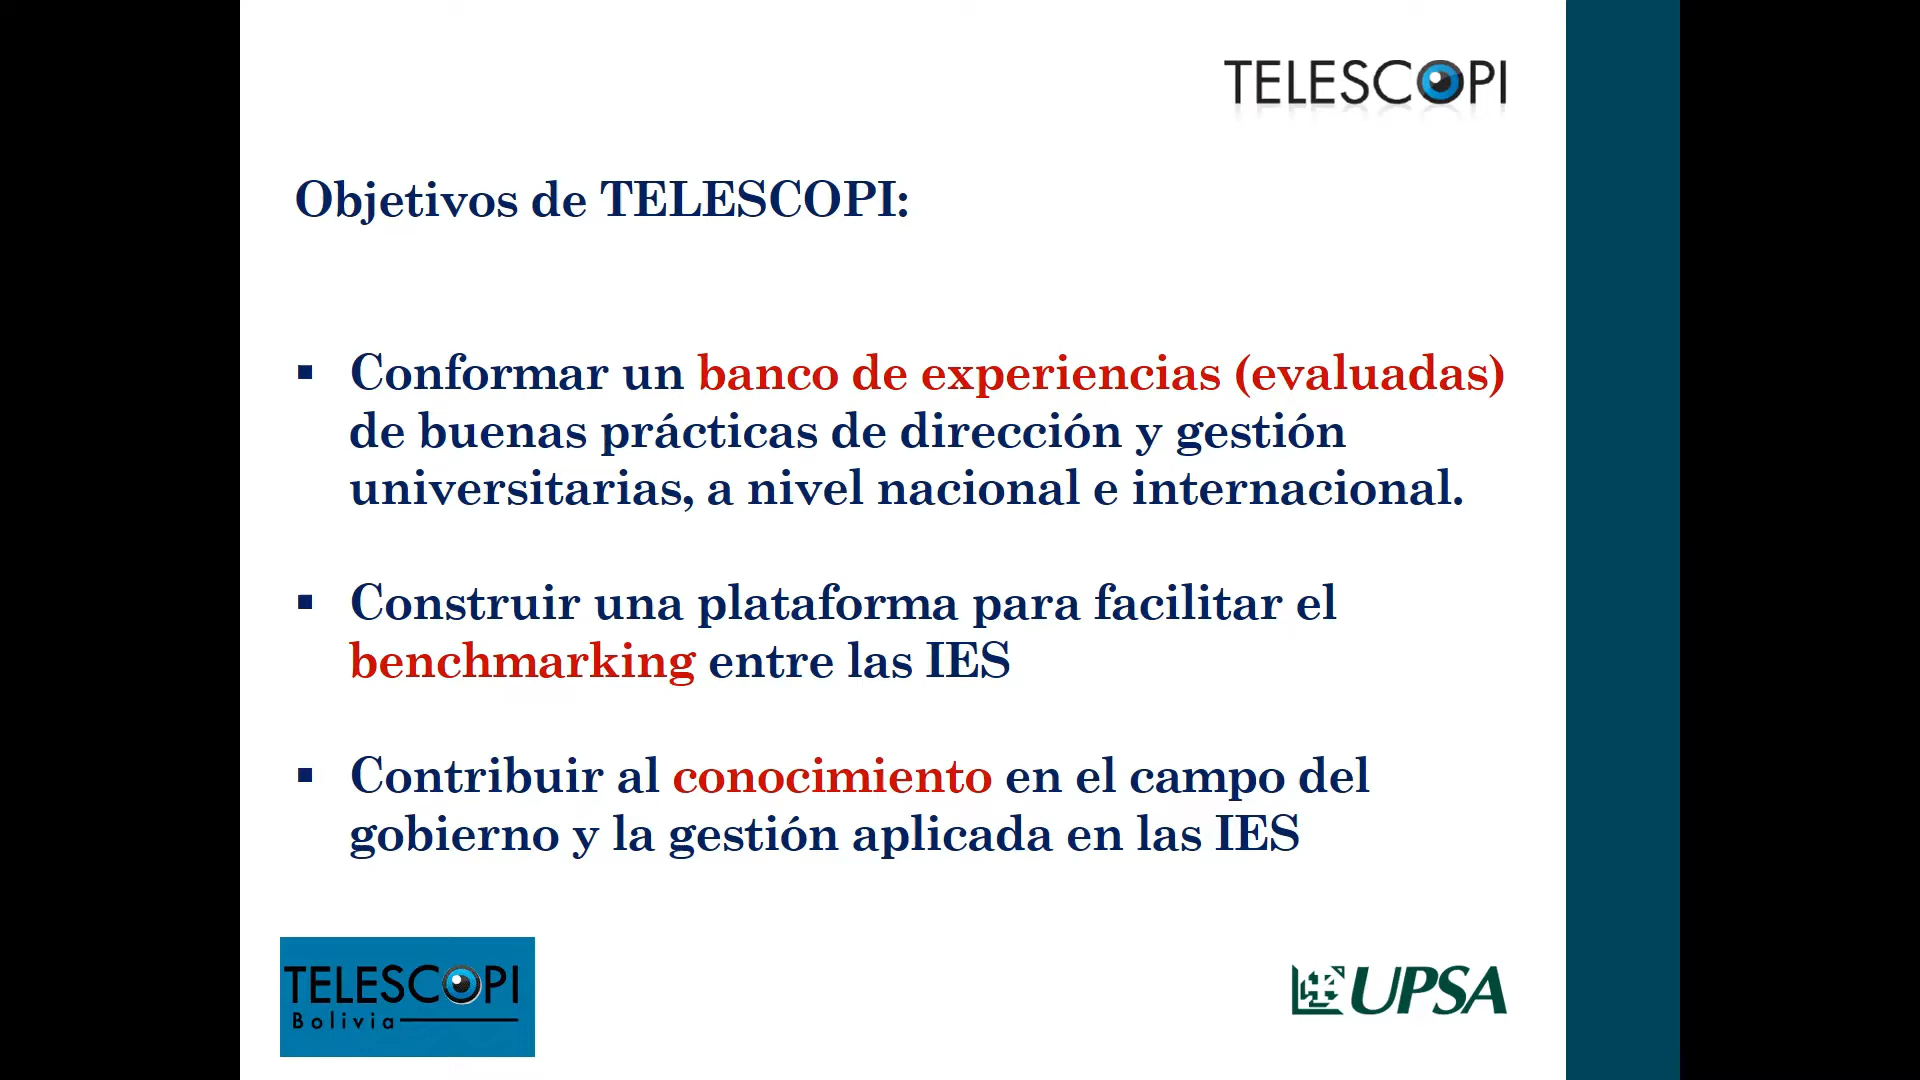 TELESCOPI
Objetivos de TELESCOPI:
▪ Conformar un banco de experiencias (evaluadas)
de buenas prácticas de dirección y gestión
universitarias, a nivel nacional e internacional.
▪ Construir una plataforma para facilitar el
benchmarking entre las IES
▪ Contribuir al conocimiento en el campo del
gobierno y la gestión aplicada en las IES
TELESCOPI
Bolivia
UPSA